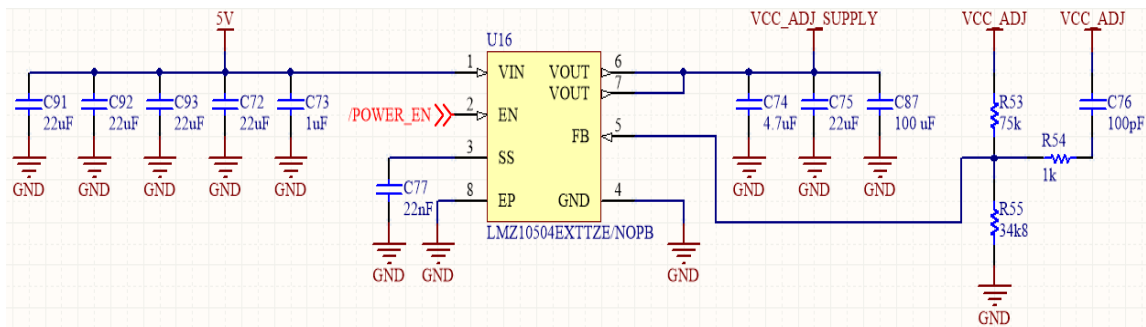 5V
VCC_ADJ_SUPPLY
VCC_ADJ
VCC_ADJ
U16
1
VIN
VOUT
6
VOUT
7
C91
22uF
C92
22uF
C93
22uF
C72
22uF
C73
1uF
/POWER_EN
2
EN
FB
5
C74
4.7uF
C75
22uF
C87
100 uF
R53
75k
C76
100pF
R54
1k
3
SS
C77
22nF
8
EP
GND
4
R55
34k8
LMZ10504EXTTZE/NOPB
GND
GND
GND
GND
GND
GND
GND
GND
GND
GND
GND
GND